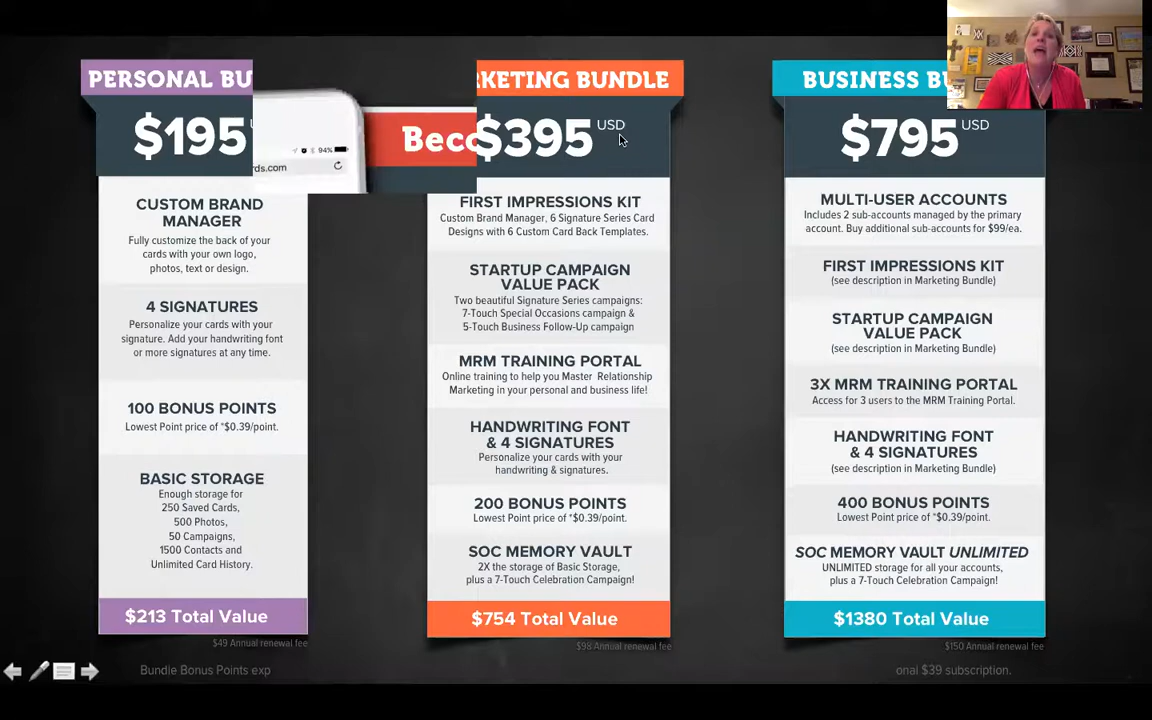 PERSONAL BU
$195
CUSTOM BRAND
MANAGER
Fully customize the back of your
cards with your own logo,
photos, text or design.
4 SIGNATURES
Personalize your cards with your
signature. Add your handwriting font
or more signatures at any time.
100 BONUS POINTS
Lowest Point price of *$0.39/point.
BASIC STORAGE
Enough storage for
250 Saved Cards,
500 Photos,
50 Campaigns,
1500 Contacts and
Unlimited Card History.
$213 Total Value
$49 Annual renewal fee
94%
rds.com
Beco
RKETING BUNDLE
$395 USD
FIRST IMPRESSIONS KIT
Custom Brand Manager, 6 Signature Series Card
Designs with 6 Custom Card Back Templates.
STARTUP CAMPAIGN
VALUE PACK
Two beautiful Signature Series campaigns:
7-Touch Special Occasions campaign &
5-Touch Business Follow-Up campaign
MRM TRAINING PORTAL
Online training to help you Master Relationship
Marketing in your personal and business life!
HANDWRITING FONT
& 4 SIGNATURES
Personalize your cards with your
handwriting & signatures.
200 BONUS POINTS
Lowest Point price of *$0.39/point.
SOC MEMORY VAULT
2X the storage of Basic Storage,
plus a 7-Touch Celebration Campaign!
$754 Total Value
$98 Annual renewal fee
BUSINESS BU
$795 USD
MULTI-USER ACCOUNTS
Includes 2 sub-accounts managed by the primary
account. Buy additional sub-accounts for $99/ea.
FIRST IMPRESSIONS KIT
(see description in Marketing Bundle)
STARTUP CAMPAIGN
VALUE PACK
(see description in Marketing Bundle)
3X MRM TRAINING PORTAL
Access for 3 users to the MRM Training Portal.
HANDWRITING FONT
& 4 SIGNATURES
(see description in Marketing Bundle)
400 BONUS POINTS
Lowest Point price of *$0.39/point.
SOC MEMORY VAULT UNLIMITED
UNLIMITED storage for all your accounts,
plus a 7-Touch Celebration Campaign!
$1380 Total Value
$150 Annual renewal fee
Bundle Bonus Points exp
onal $39 subscription.